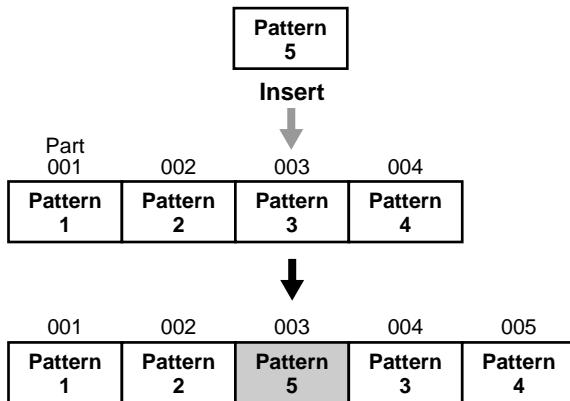 Pattern
5
Insert
Part
001 002 003 004
Pattern Pattern Pattern Pattern
1 2 3 4
001 002 003 004 005
Pattern Pattern Pattern Pattern Pattern
1 2 5 3 4